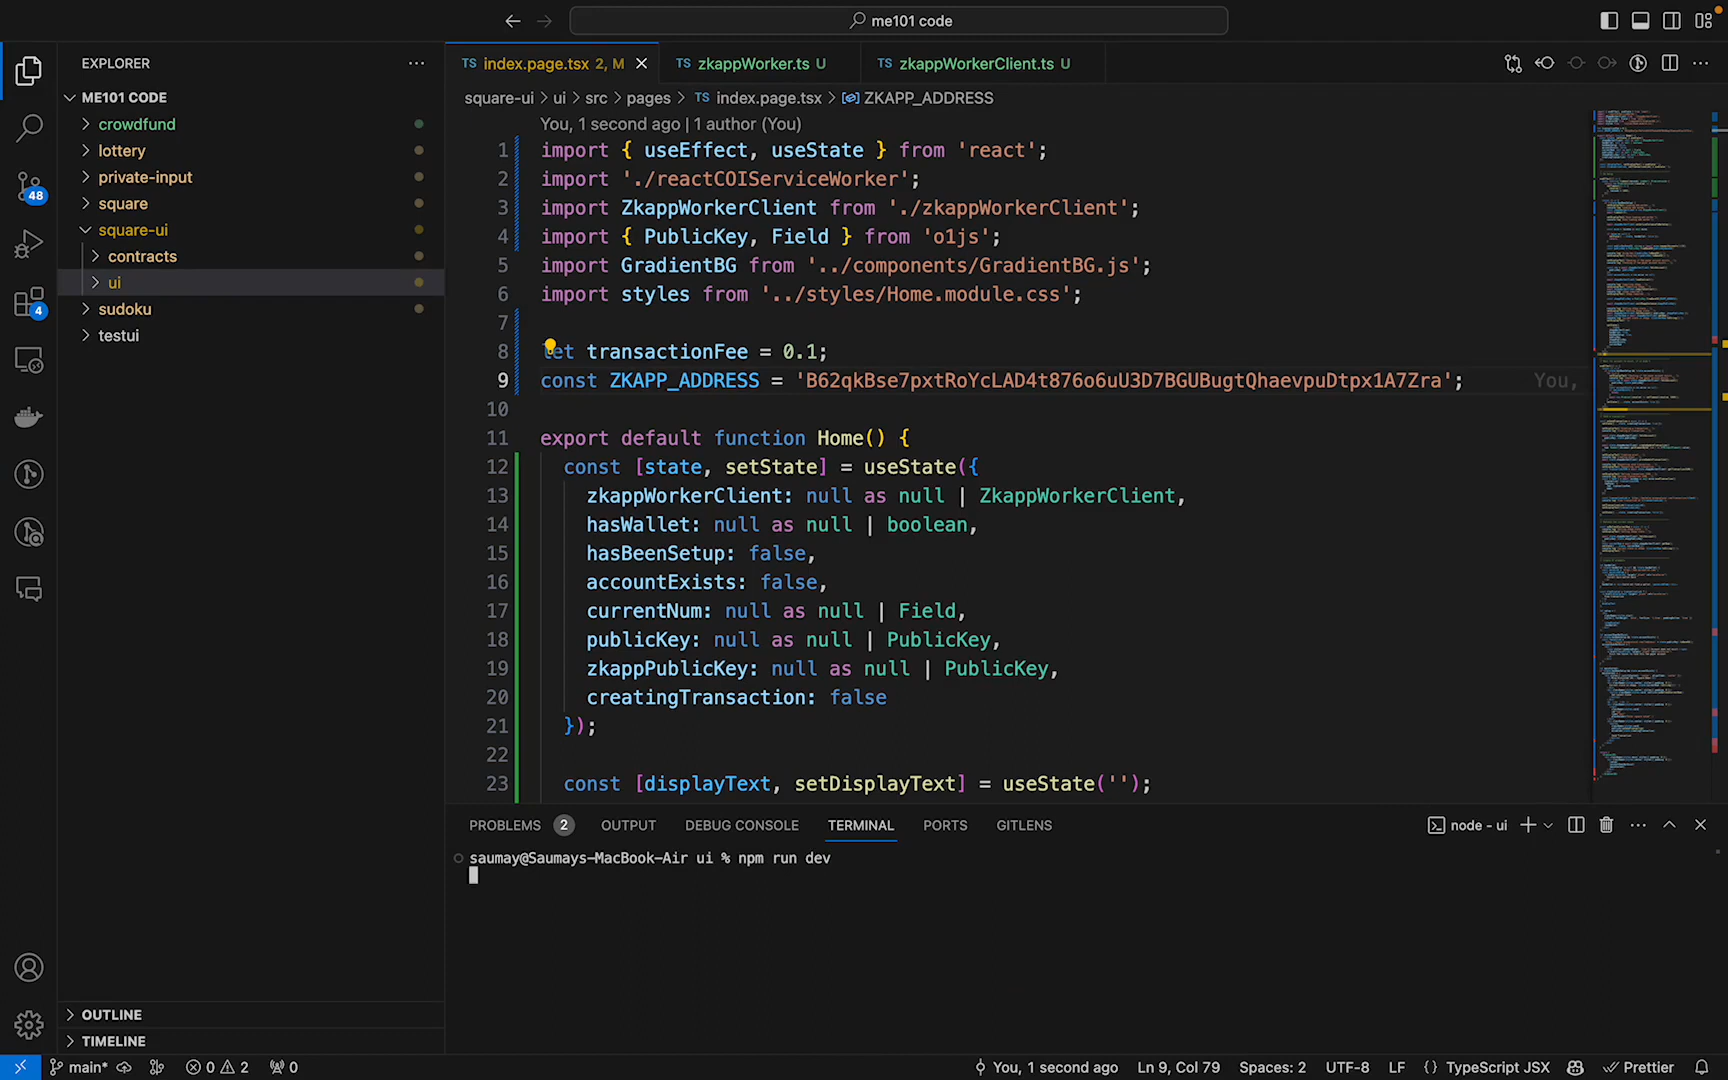 me101 code
EXPLORER
ME101 CODE
crowdfund
lottery
private-input
square
square-ui
contracts
ui
sudoku
testui
48
4
OUTLINE
TIMELINE
TS index.page.tsx 2, M
TS zkappWorker.ts U
TS zkappWorkerClient.ts U
square-ui > ui > src > pages > TS index.page.tsx > ZKAPP_ADDRESS
You, 1 second ago | 1 author (You)
1 import { useEffect, useState } from 'react';
2 import './reactCOIServiceWorker';
3 import ZkappWorkerClient from './zkappWorkerClient';
4 import { PublicKey, Field } from 'o1js';
5 import GradientBG from '../components/GradientBG.js';
6 import styles from '../styles/Home.module.css';
7
8 let transactionFee = 0.1;
9 const ZKAPP_ADDRESS = 'B62qkBse7pxtRoYcLAD4t876o6uU3D7BGUBugtQhaevpuDtpx1A7Zra'; You,
10
11 export default function Home() {
12 const [state, setState] = useState({
13 zkappWorkerClient: null as null | ZkappWorkerClient,
14 hasWallet: null as null | boolean,
15 hasBeenSetup: false,
16 accountExists: false,
17 currentNum: null as null | Field,
18 publicKey: null as null | PublicKey,
19 zkappPublicKey: null as null | PublicKey,
20 creatingTransaction: false
21 });
22
23 const [displayText, setDisplayText] = useState('');
PROBLEMS 2 OUTPUT DEBUG CONSOLE TERMINAL PORTS GITLENS
node - ui
saumay@Saumays-MacBook-Air ui % npm run dev
main* 0 2 0
You, 1 second ago Ln 9, Col 79 Spaces: 2 UTF-8 LF {} TypeScript JSX Prettier